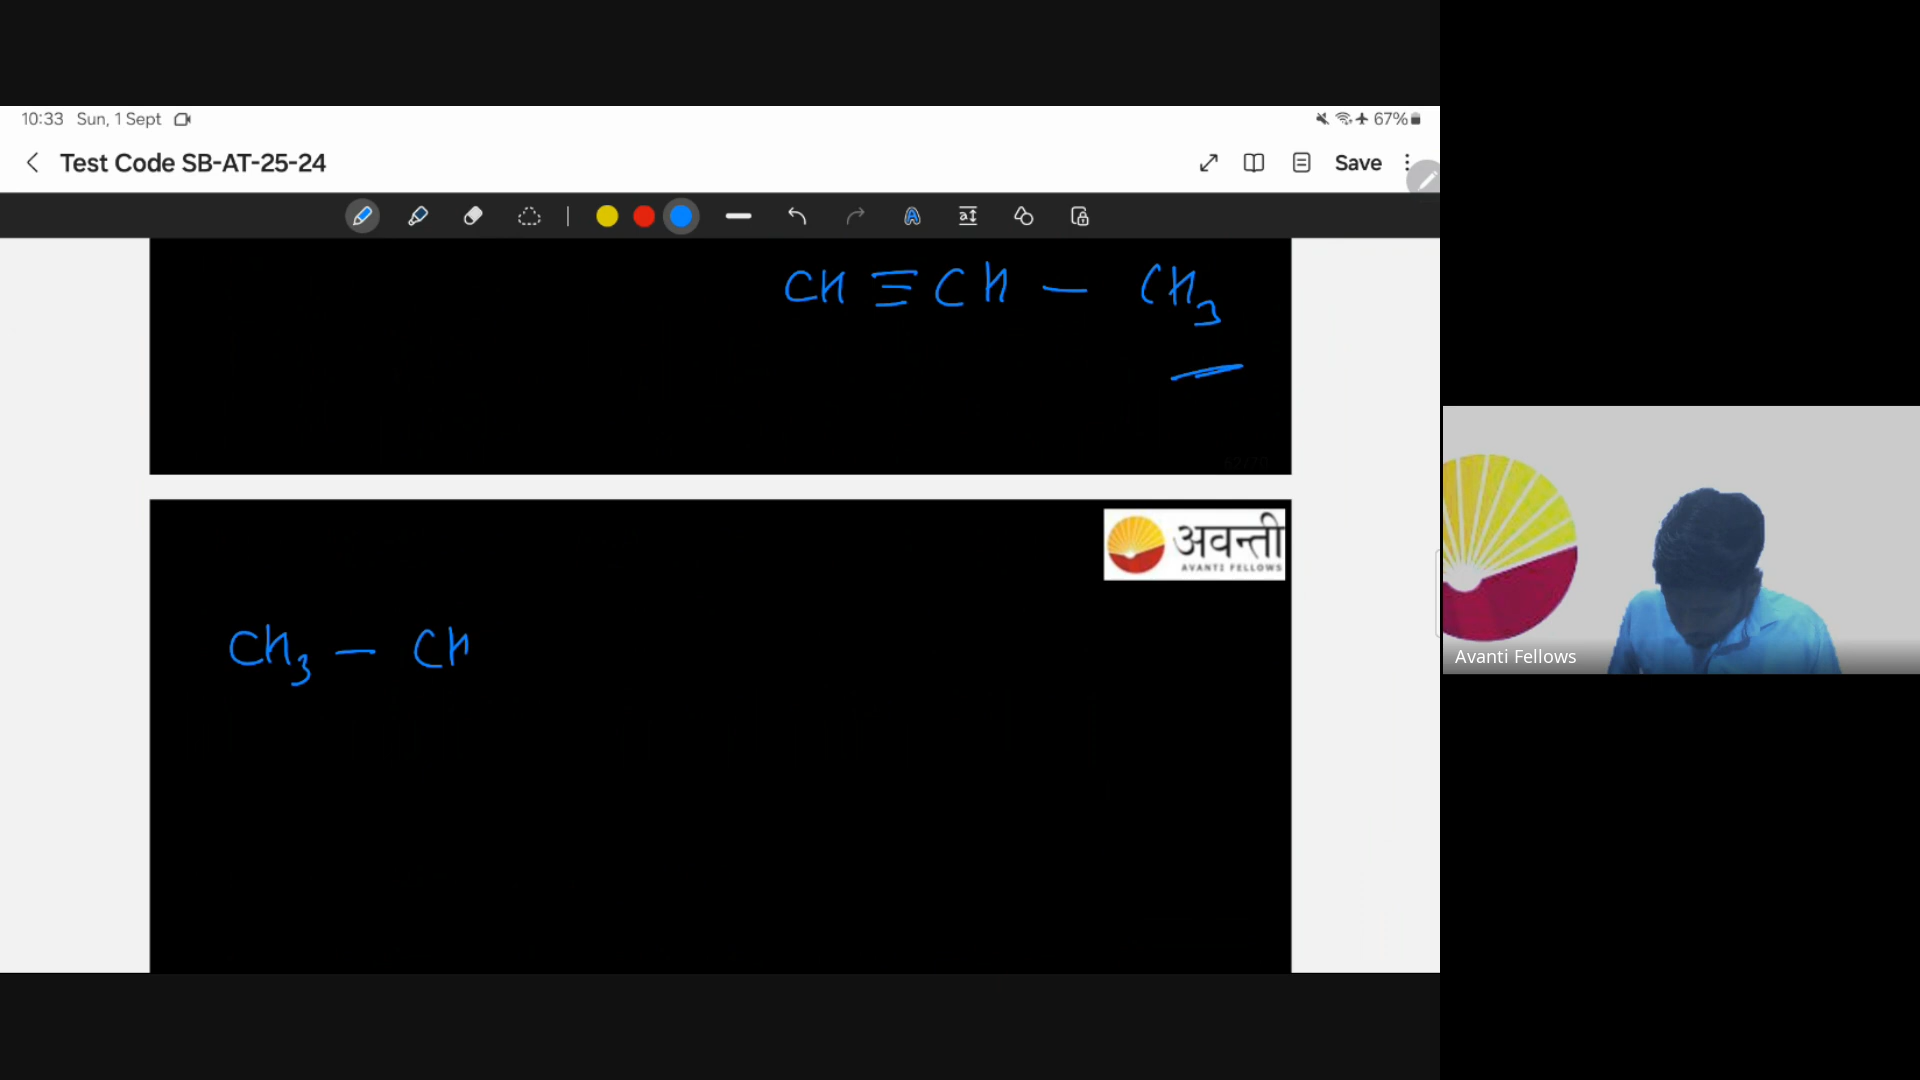 10:33 Sun, 1 Sept 67%
Test Code SB-AT-25-24 Save
CH ≡ CH — CH₃
अवन्ती
AVANTI FELLOWS
CH₃ — CH
Avanti Fellows